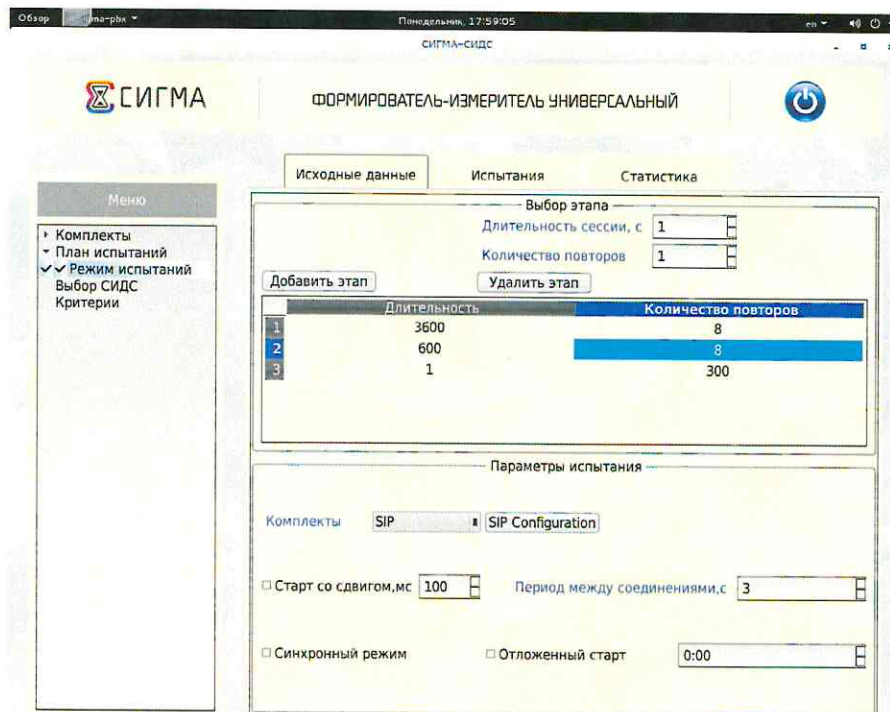 Обзор
Понедельник, 17:59:05
en
СИГМА-СИДС
СИГМА
ФОРМИРОВАТЕЛЬ-ИЗМЕРИТЕЛЬ УНИВЕРСАЛЬНЫЙ
Исходные данные Испытания Статистика
Меню
Комплекты
План испытаний
Режим испытаний
Выбор СИДС
Критерии
Выбор этапа
Длительность сессии, с 1
Количество повторов 1
Добавить этап Удалить этап
Длительность Количество повторов
1 3600 8
2 600 8
3 1 300
Параметры испытания
Комплекты SIP SIP Configuration
Старт со сдвигом,мс 100 Период между соединениями,с 3
Синхронный режим Отложенный старт 0:00